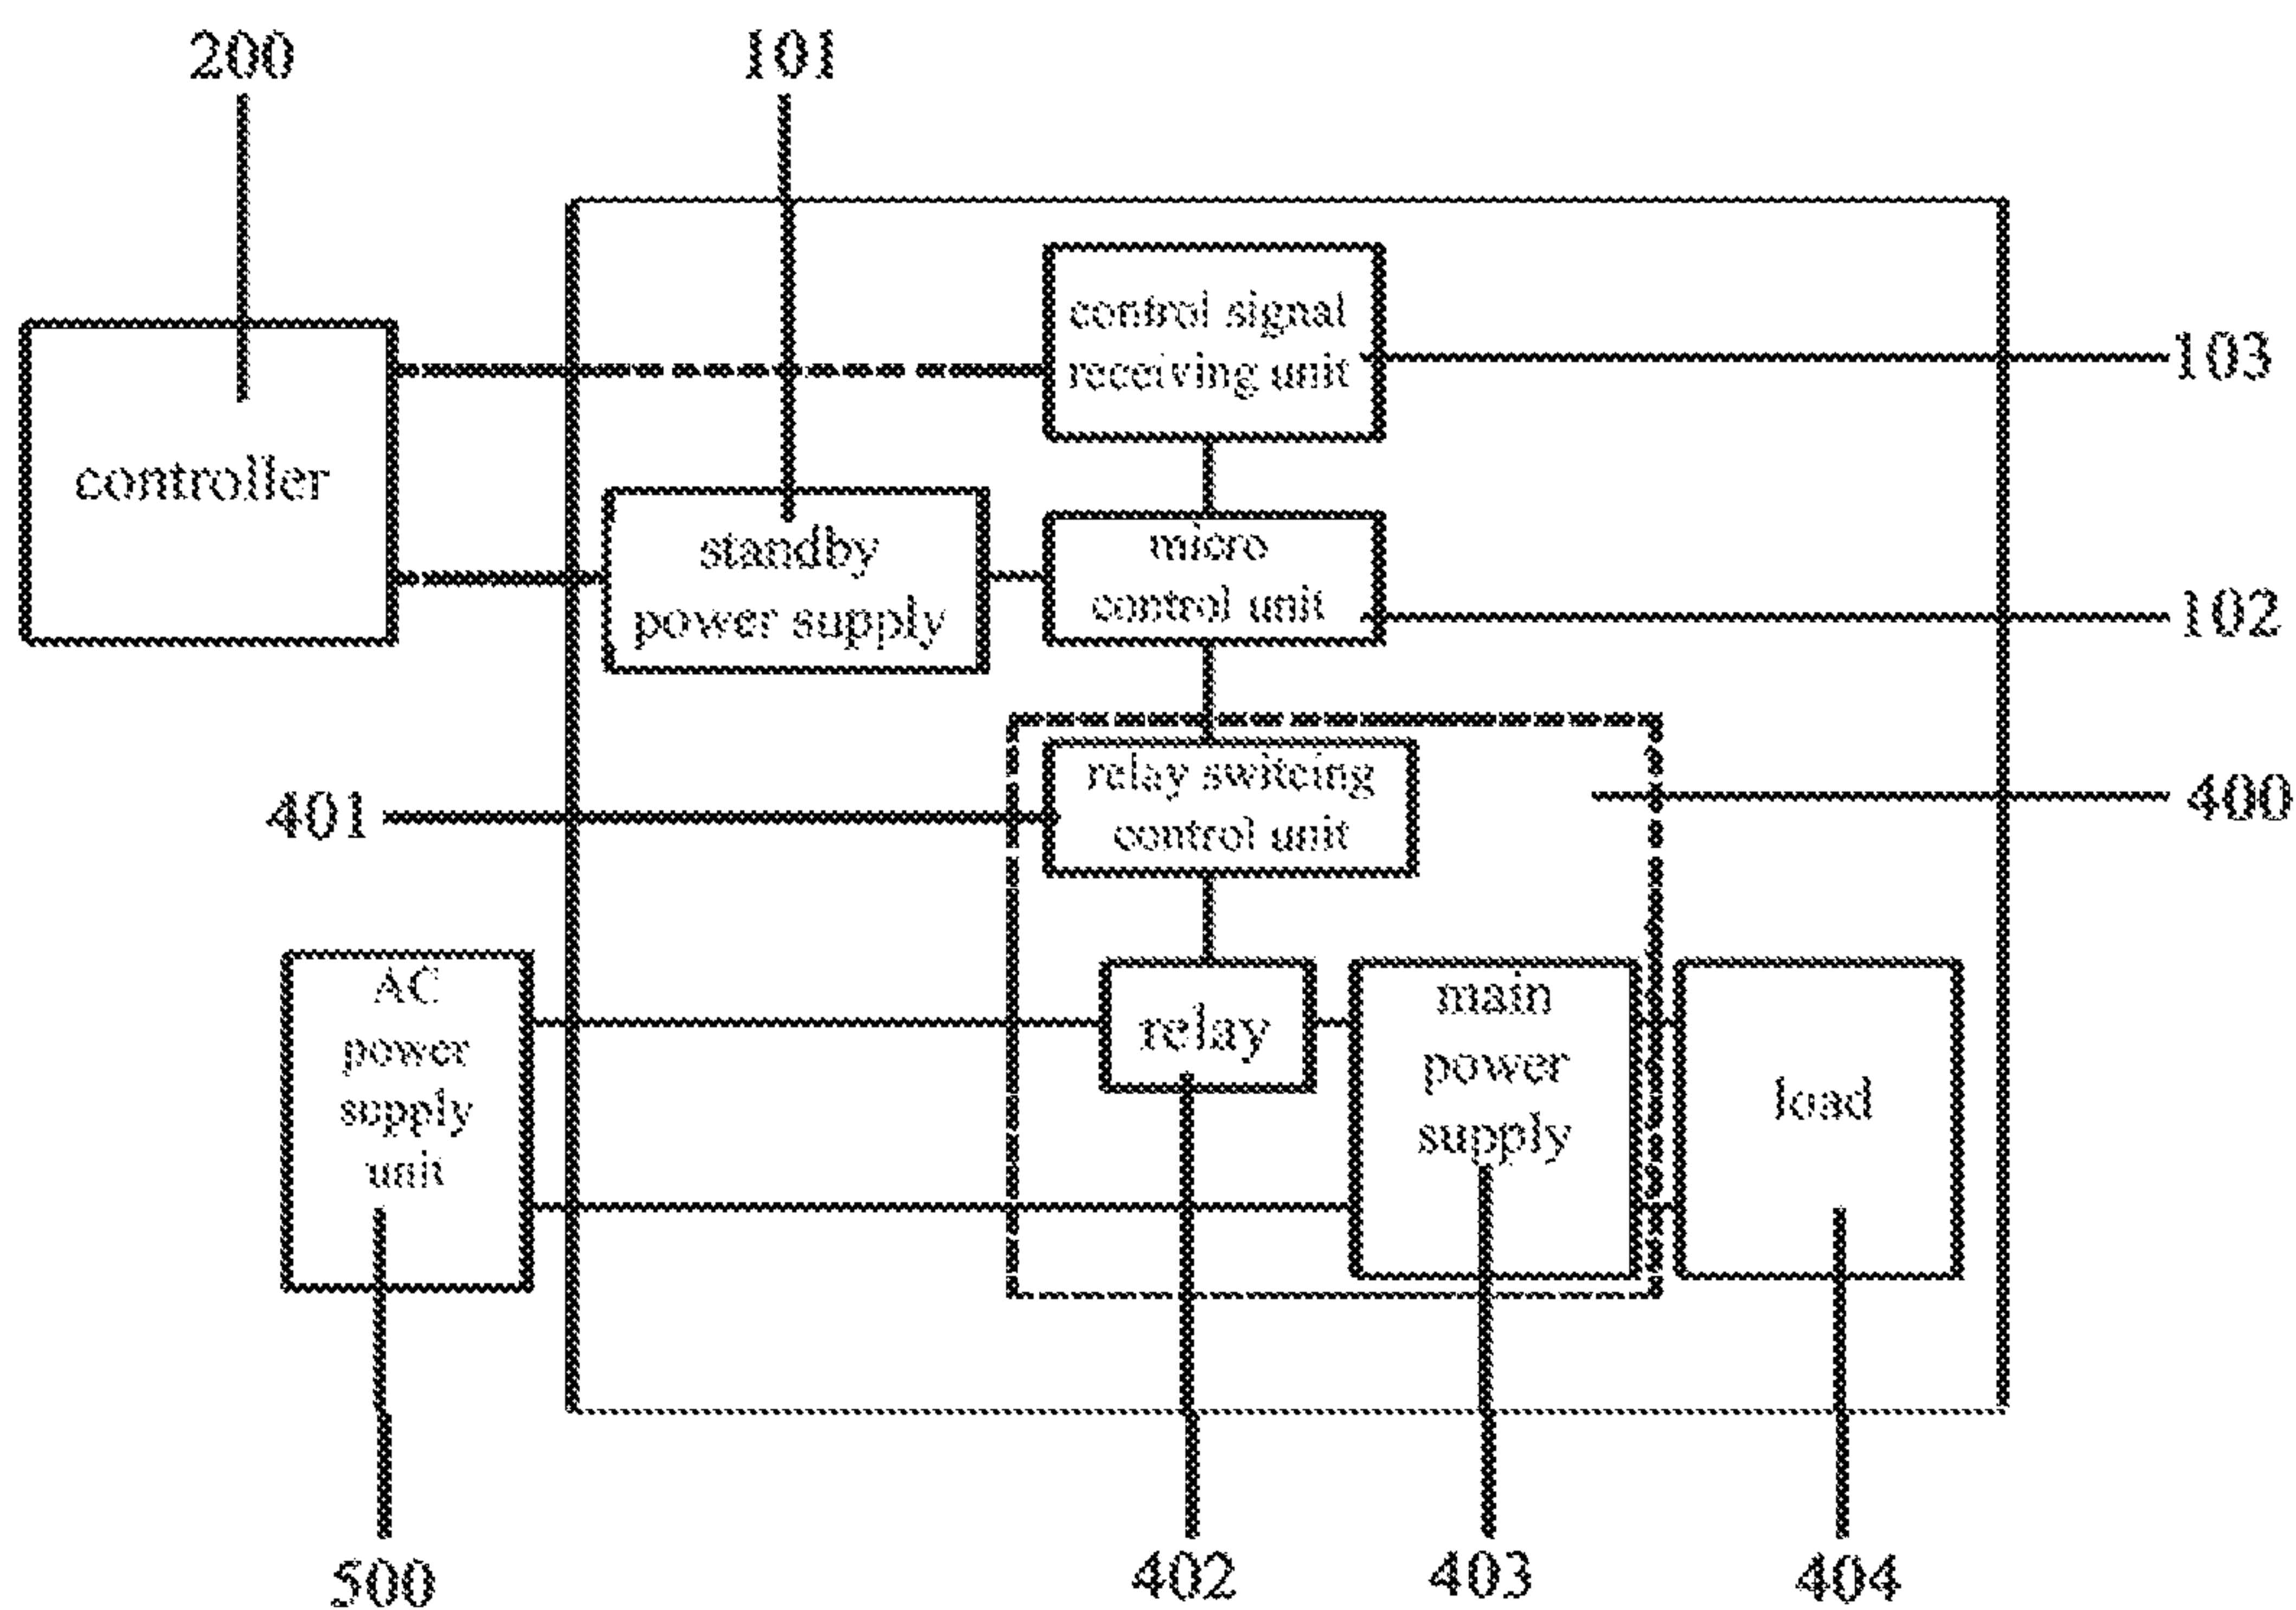 200
101
control signal
receiving unit
103
controller
standby
power supply
micro
control unit
102
relay switcing
control unit
401
400
AC
power
supply
unit
relay
main
power
supply
load
500
402
403
404